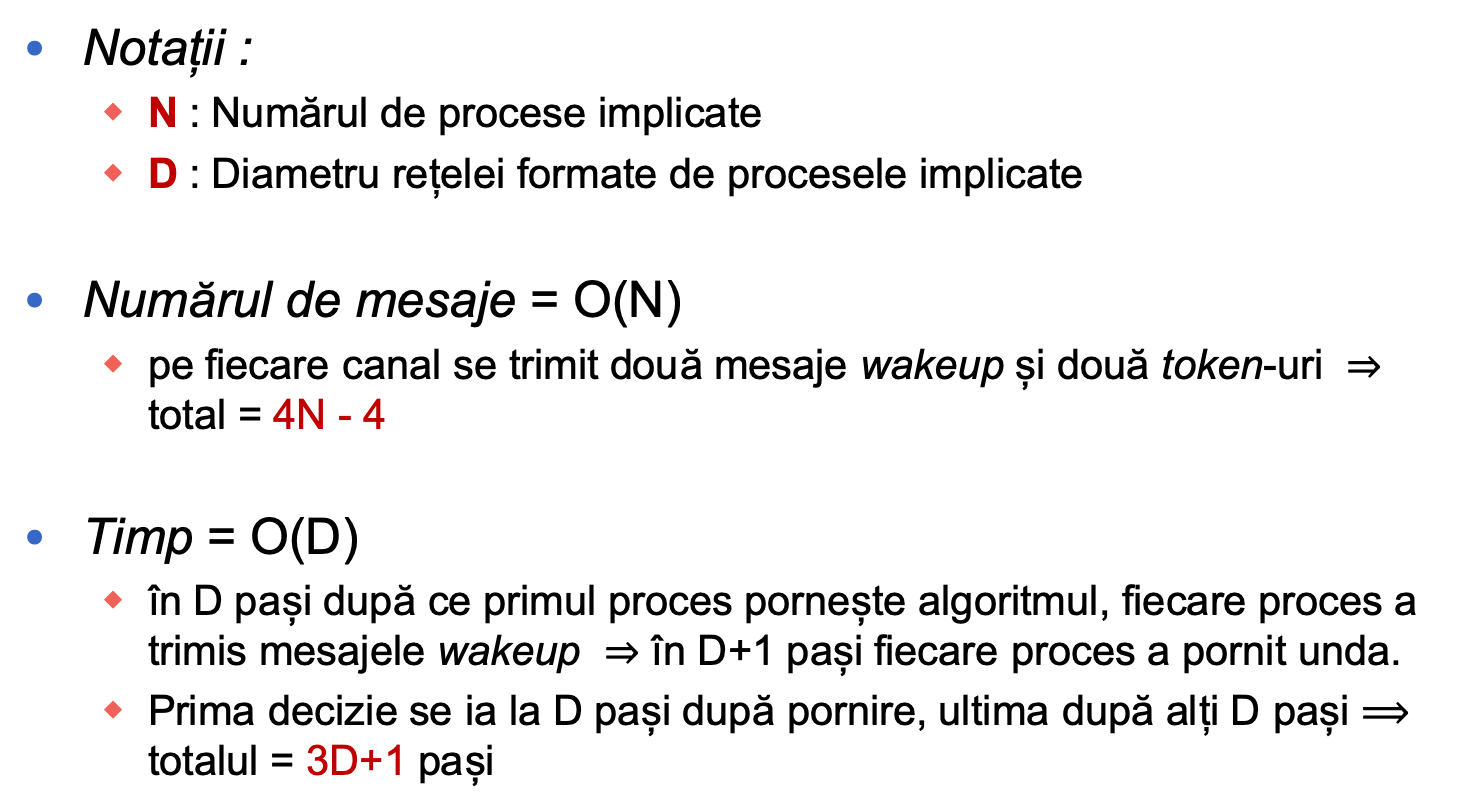 • Notații :
◆ N : Numărul de procese implicate
◆ D : Diametru rețelei formate de procesele implicate
• Numărul de mesaje = O(N)
◆ pe fiecare canal se trimit două mesaje wakeup și două token-uri ⇒
total = 4N - 4
• Timp = O(D)
◆ în D pași după ce primul proces pornește algoritmul, fiecare proces a
trimis mesajele wakeup ⇒ în D+1 pași fiecare proces a pornit unda.
◆ Prima decizie se ia la D pași după pornire, ultima după alți D pași ⟹
totalul = 3D+1 pași